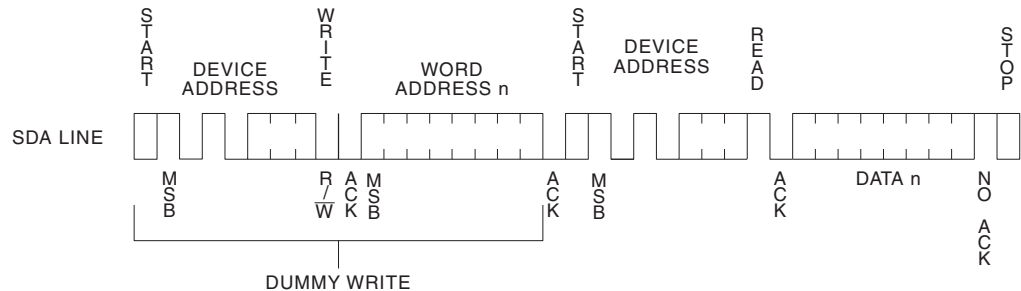 START
WRITE
START
READ
STOP
DEVICE
ADDRESS
WORD
ADDRESS n
DEVICE
ADDRESS
SDA LINE
MSB
R/W
ACK
MSB
ACK
MSB
ACK
DATA n
NO ACK
DUMMY WRITE